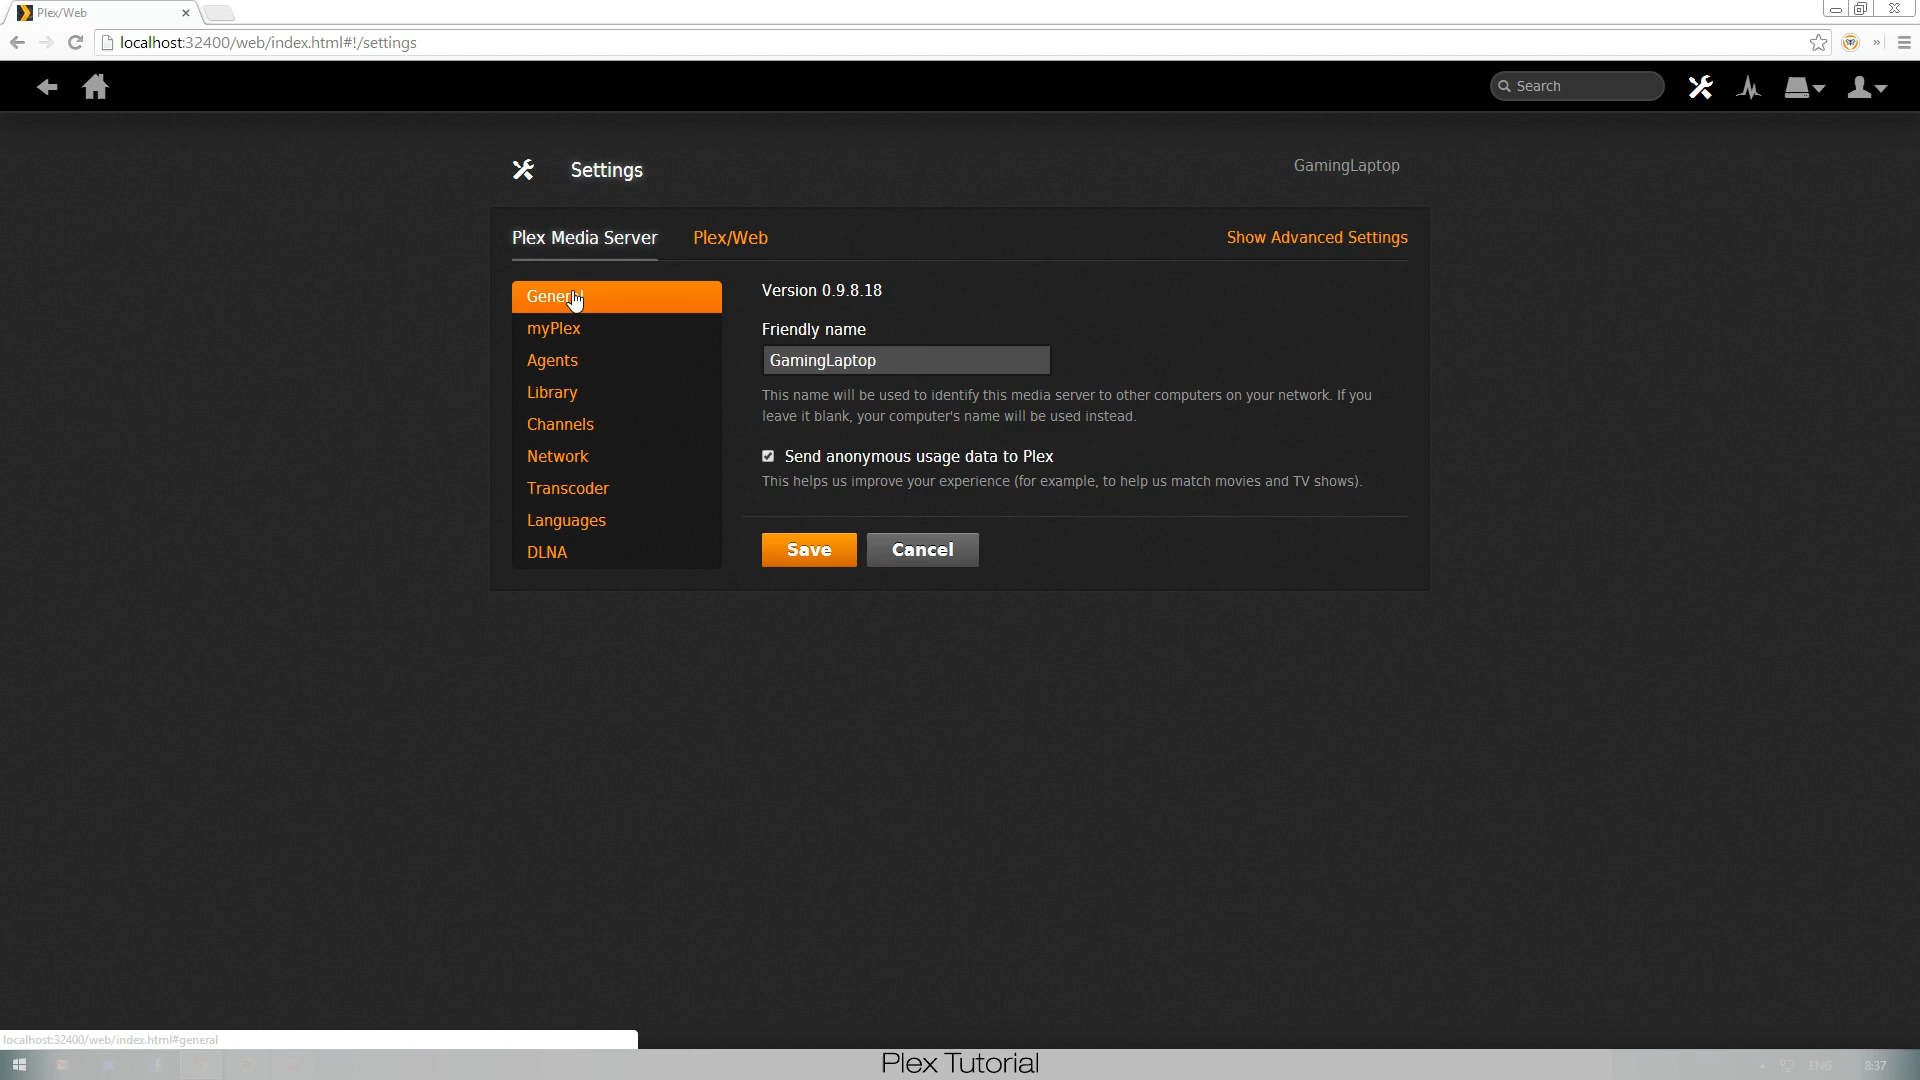 Plex/Web
localhost:32400/web/index.html#!/settings
Search
Settings
GamingLaptop
Plex Media Server
Plex/Web
Show Advanced Settings
General
myPlex
Agents
Library
Channels
Network
Transcoder
Languages
DLNA
Version 0.9.8.18
Friendly name
GamingLaptop
This name will be used to identify this media server to other computers on your network. If you
leave it blank, your computer's name will be used instead.
Send anonymous usage data to Plex
This helps us improve your experience (for example, to help us match movies and TV shows).
Save
Cancel
localhost:32400/web/index.html#general
Plex Tutorial
ENG
8:37